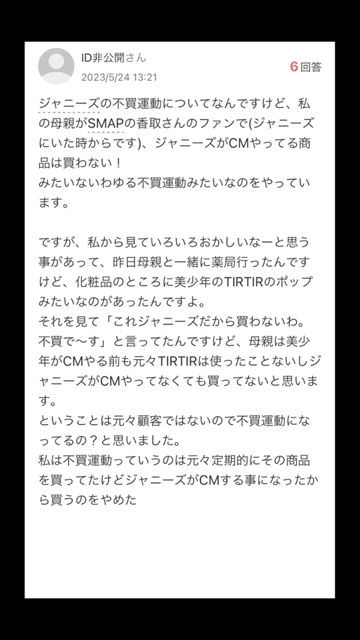 ID非公開さん
2023/5/24 13:21
6回答
ジャニーズの不買運動についてなんですけど、私
の母親がSMAPの香取さんのファンで(ジャニーズ
にいた時からです)、ジャニーズがCMやってる商
品は買わない！
みたいないわゆる不買運動みたいなのをやってい
ます。
ですが、私から見ていろいろおかしいなーと思う
事があって、昨日母親と一緒に薬局行ったんです
けど、化粧品のところに美少年のTIRTIRのポップ
みたいなのがあったんですよ。
それを見て「これジャニーズだから買わないわ。
不買で〜す」と言ってたんですけど、母親は美少
年がCMやる前も元々TIRTIRは使ったことないしジ
ャニーズがCMやってなくても買ってないと思いま
す。
ということは元々顧客ではないので不買運動にな
ってるの？と思いました。
私は不買運動っていうのは元々定期的にその商品
を買ってたけどジャニーズがCMする事になったか
ら買うのをやめた